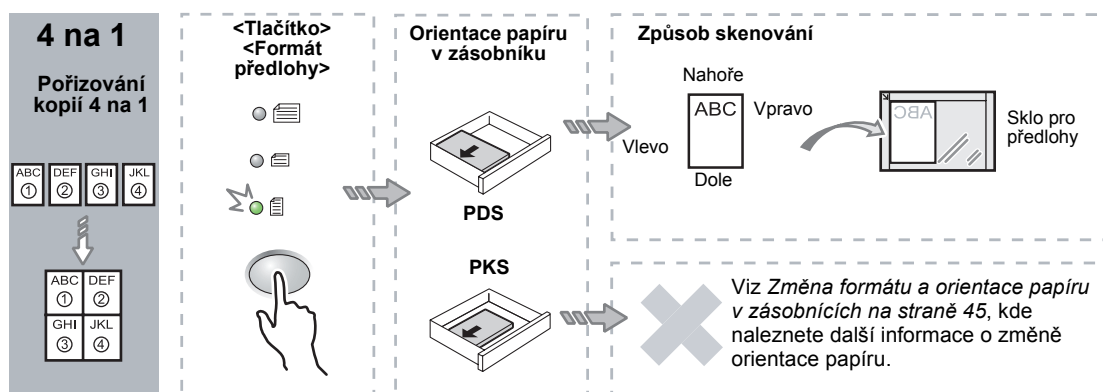 4 na 1
Pořizování
kopií 4 na 1
ABC
①
DEF
②
GHI
③
JKL
④
ABC
①
DEF
②
GHI
③
JKL
④
<Tlačítko>
<Formát
předlohy>
Orientace papíru
v zásobníku
PDS
PKS
Způsob skenování
Nahoře
ABC
Vpravo
Vlevo
Dole
ABC
Sklo pro
předlohy
Viz Změna formátu a orientace papíru
v zásobnících na straně 45, kde
naleznete další informace o změně
orientace papíru.